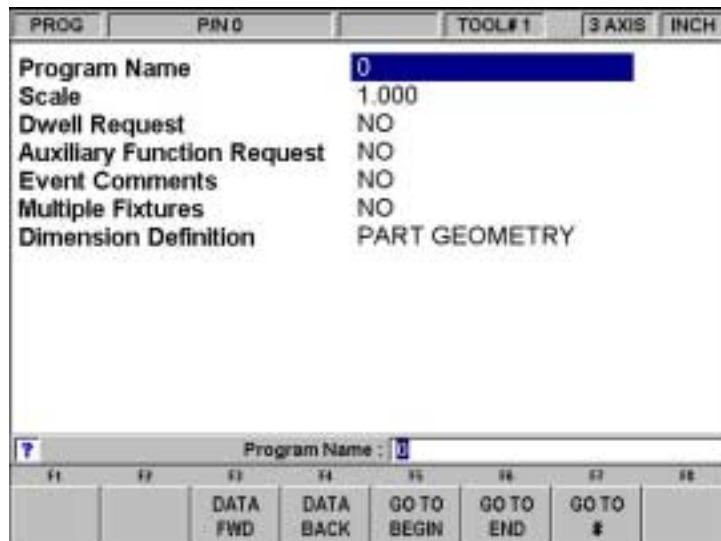 PROG P/N 0 TOOL# 1 3 AXIS INCH
Program Name 0
Scale 1.000
Dwell Request NO
Auxiliary Function Request NO
Event Comments NO
Multiple Fixtures NO
Dimension Definition PART GEOMETRY
? Program Name : 0
F1 F2 F3 F4 F5 F6 F7 F8
DATA FWD DATA BACK GO TO BEGIN GO TO END GO TO #